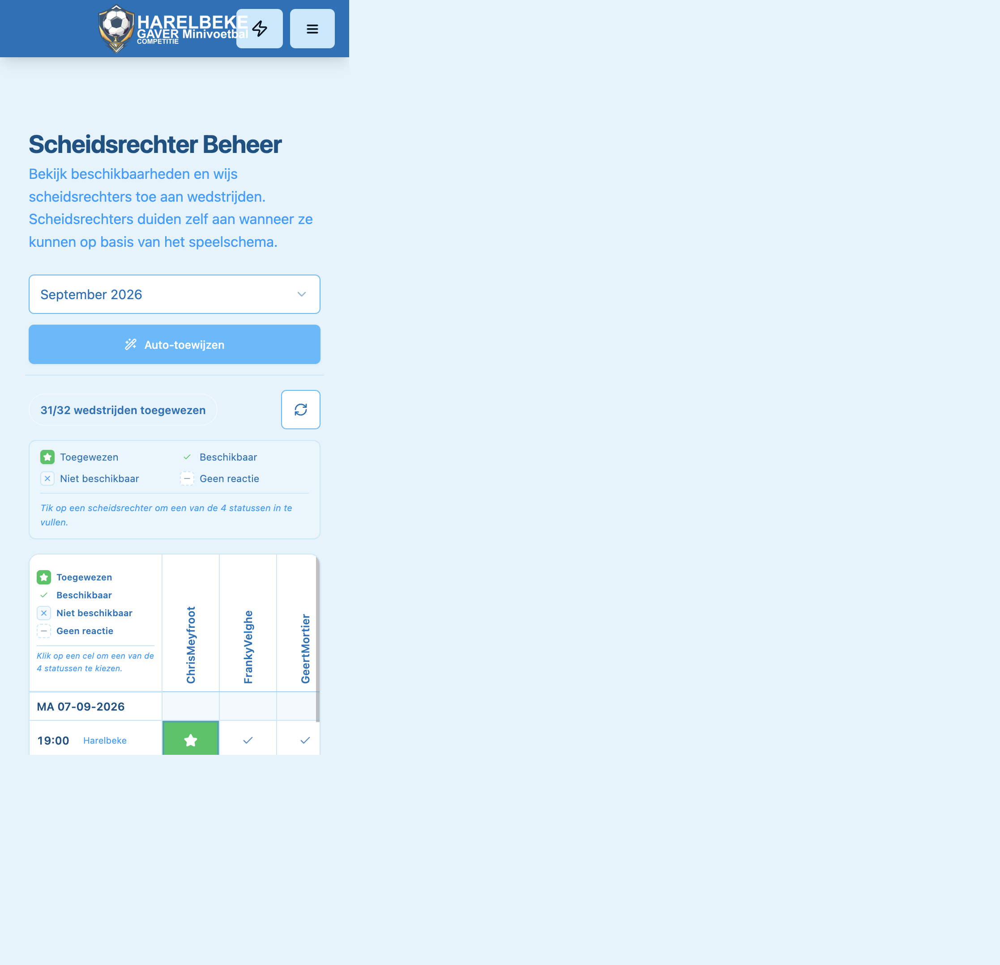 HARELBEKE
GAVER Minivoetbal
COMPETITIE
Scheidsrechter Beheer
Bekijk beschikbaarheden en wijs
scheidsrechters toe aan wedstrijden.
Scheidsrechters duiden zelf aan wanneer ze
kunnen op basis van het speelschema.
September 2026
Auto-toewijzen
31/32 wedstrijden toegewezen
Toegewezen
Beschikbaar
Niet beschikbaar
Geen reactie
Tik op een scheidsrechter om een van de 4 statussen in te
vullen.
Toegewezen
Beschikbaar
Niet beschikbaar
Geen reactie
Klik op een cel om een van de
4 statussen te kiezen.
ChrisMeyfroot
FrankyVelghe
GeertMortier
MA 07-09-2026
19:00 Harelbeke